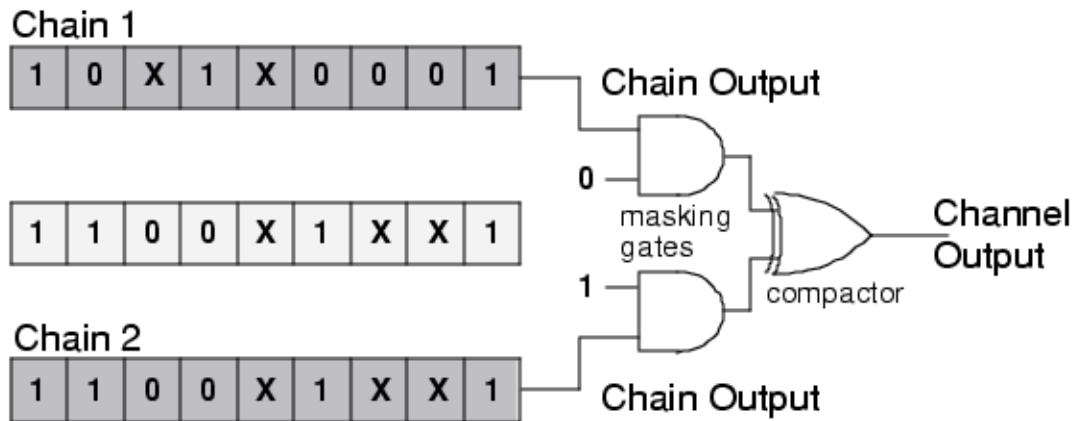 Chain 1
1 0 X 1 X 0 0 0 1
Chain Output
0
masking
gates
1 1 0 0 X 1 X X 1
Channel
Output
1
compactor
Chain 2
1 1 0 0 X 1 X X 1
Chain Output